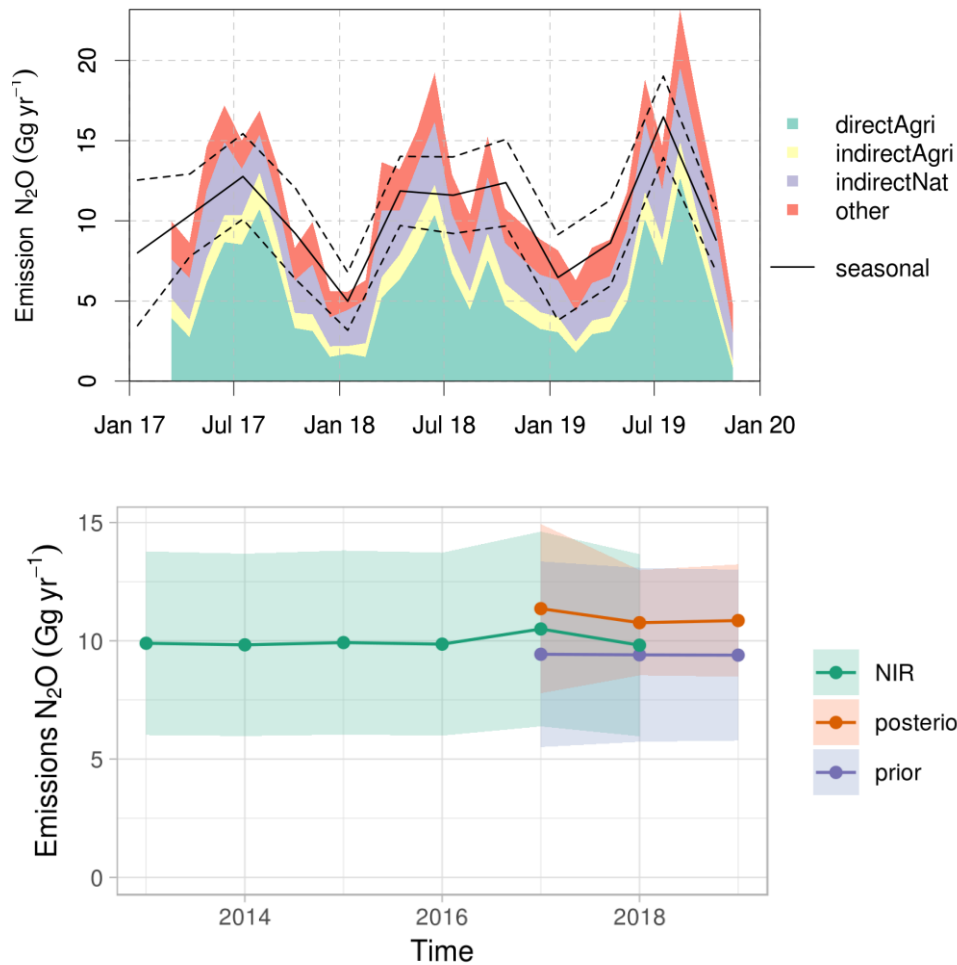 Emission N₂O (Gg yr⁻¹)
20
15
10
5
0
Jan 17 Jul 17 Jan 18 Jul 18 Jan 19 Jul 19 Jan 20
directAgri
indirectAgri
indirectNat
other
seasonal
Emissions N₂O (Gg yr⁻¹)
15
10
5
0
2014 2016 2018
Time
NIR
posterio
prior